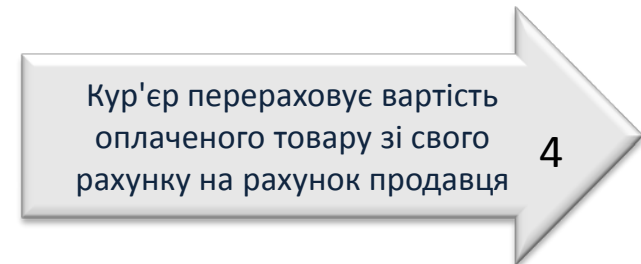 Кур'єр перераховує вартість
оплаченого товару зі свого
рахунку на рахунок продавця
4